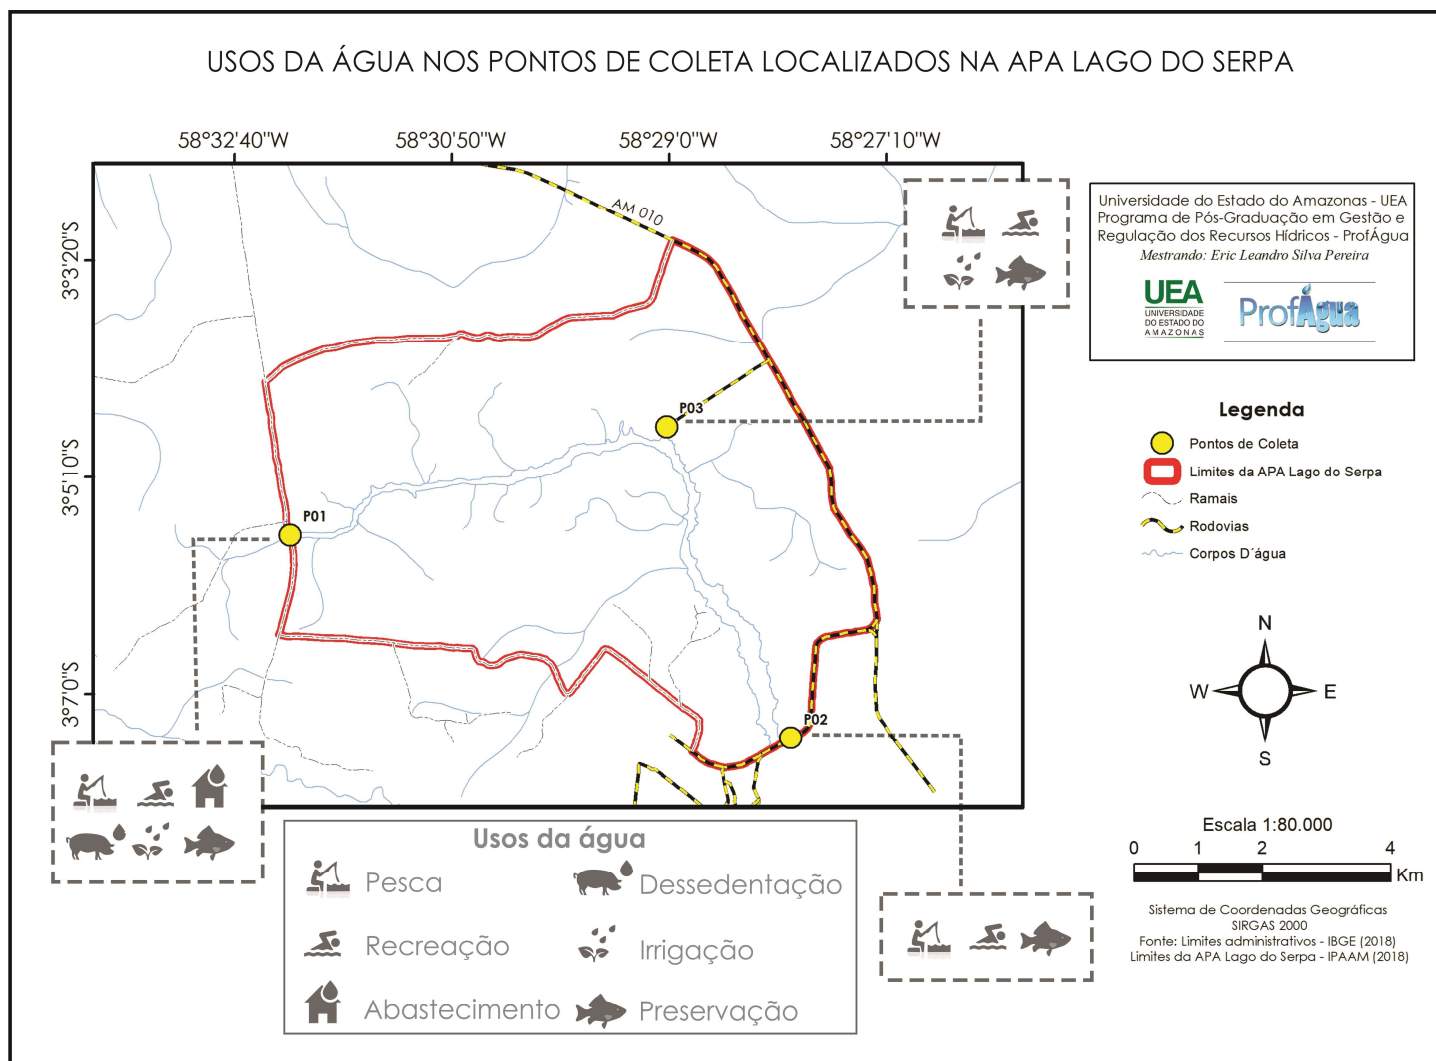 USOS DA ÁGUA NOS PONTOS DE COLETA LOCALIZADOS NA APA LAGO DO SERPA
58°32'40"W
58°30'50"W
58°29'0"W
58°27'10"W
3°3'20"S
3°5'10"S
3°7'0"S
AM 010
P03
P01
P02
Universidade do Estado do Amazonas - UEA
Programa de Pós-Graduação em Gestão e
Regulação dos Recursos Hídricos - ProfÁgua
Mestrando: Eric Leandro Silva Pereira
UEA
UNIVERSIDADE
DO ESTADO DO
AMAZONAS
ProfÁgua
Legenda
Pontos de Coleta
Limites da APA Lago do Serpa
Ramais
Rodovias
Corpos D´água
N
W
E
S
Escala 1:80.000
0 1 2 4
Km
Sistema de Coordenadas Geográficas
SIRGAS 2000
Fonte: Limites administrativos - IBGE (2018)
Limites da APA Lago do Serpa - IPAAM (2018)
Usos da água
Pesca
Dessedentação
Recreação
Irrigação
Abastecimento
Preservação